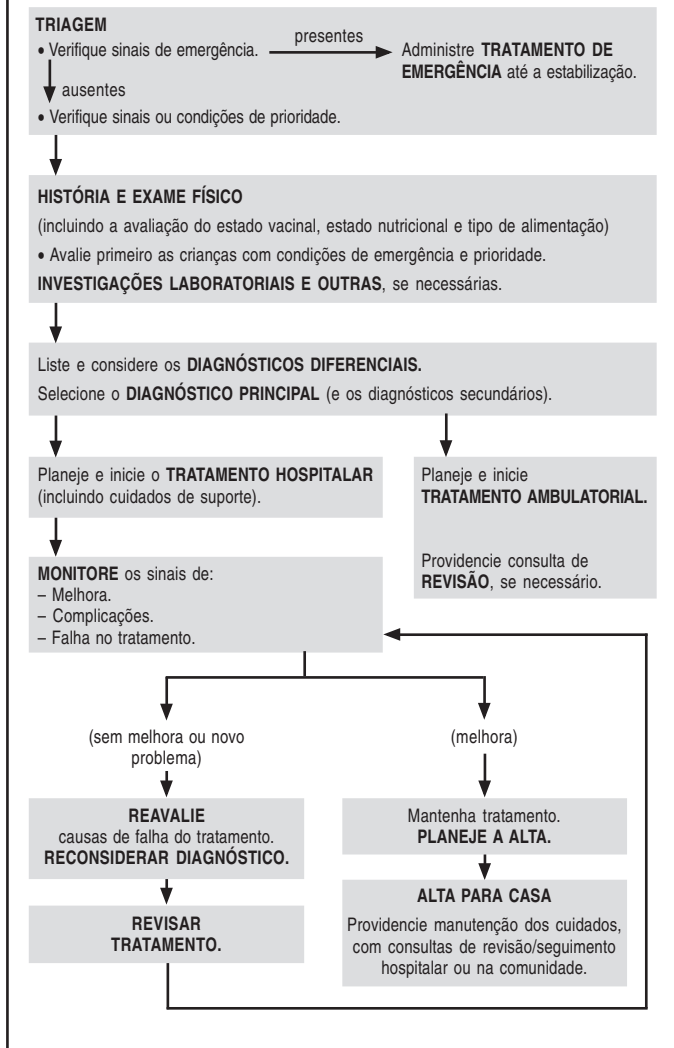 TRIAGEM
• Verifique sinais de emergência.
presentes
Administre TRATAMENTO DE
EMERGÊNCIA até a estabilização.
ausentes
• Verifique sinais ou condições de prioridade.
HISTÓRIA E EXAME FÍSICO
(incluindo a avaliação do estado vacinal, estado nutricional e tipo de alimentação)
• Avalie primeiro as crianças com condições de emergência e prioridade.
INVESTIGAÇÕES LABORATORIAIS E OUTRAS, se necessárias.
Liste e considere os DIAGNÓSTICOS DIFERENCIAIS.
Selecione o DIAGNÓSTICO PRINCIPAL (e os diagnósticos secundários).
Planeje e inicie o TRATAMENTO HOSPITALAR
(incluindo cuidados de suporte).
Planeje e inicie
TRATAMENTO AMBULATORIAL.
Providencie consulta de
REVISÃO, se necessário.
MONITORE os sinais de:
– Melhora.
– Complicações.
– Falha no tratamento.
(sem melhora ou novo
problema)
(melhora)
REAVALIE
causas de falha do tratamento.
RECONSIDERAR DIAGNÓSTICO.
Mantenha tratamento.
PLANEJE A ALTA.
REVISAR
TRATAMENTO.
ALTA PARA CASA
Providencie manutenção dos cuidados,
com consultas de revisão/seguimento
hospitalar ou na comunidade.